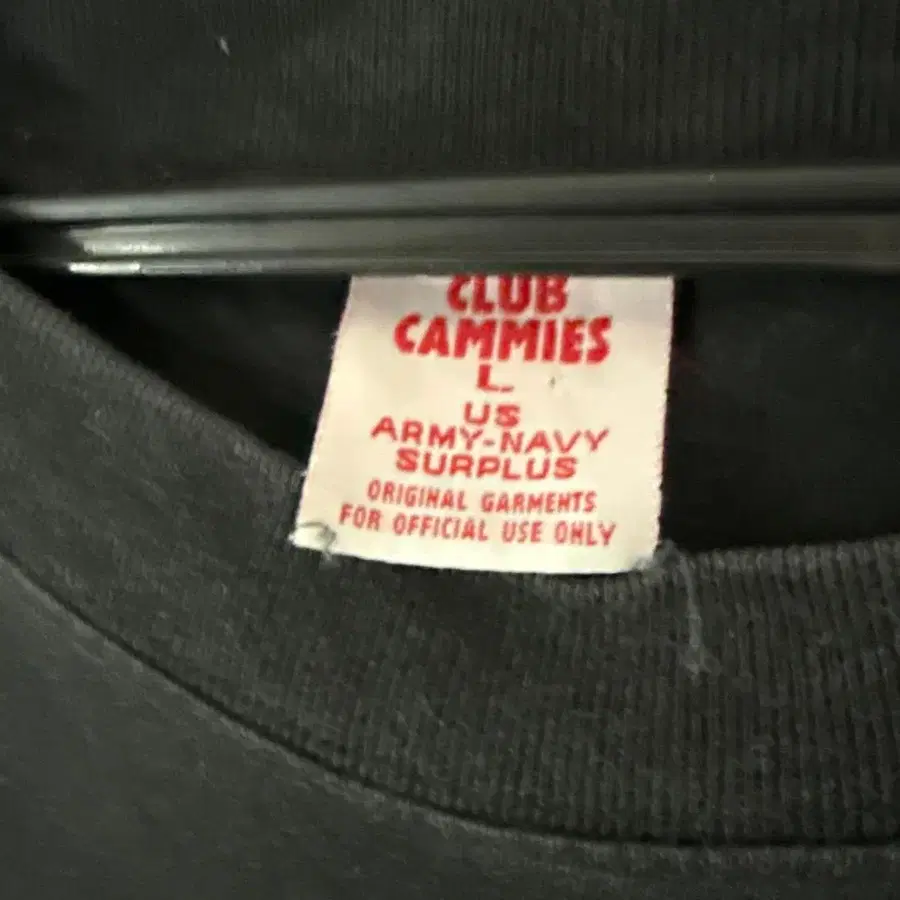 CLUB
CAMMIES
L
US
ARMY-NAVY
SURPLUS
ORIGINAL GARMENTS
FOR OFFICIAL USE ONLY